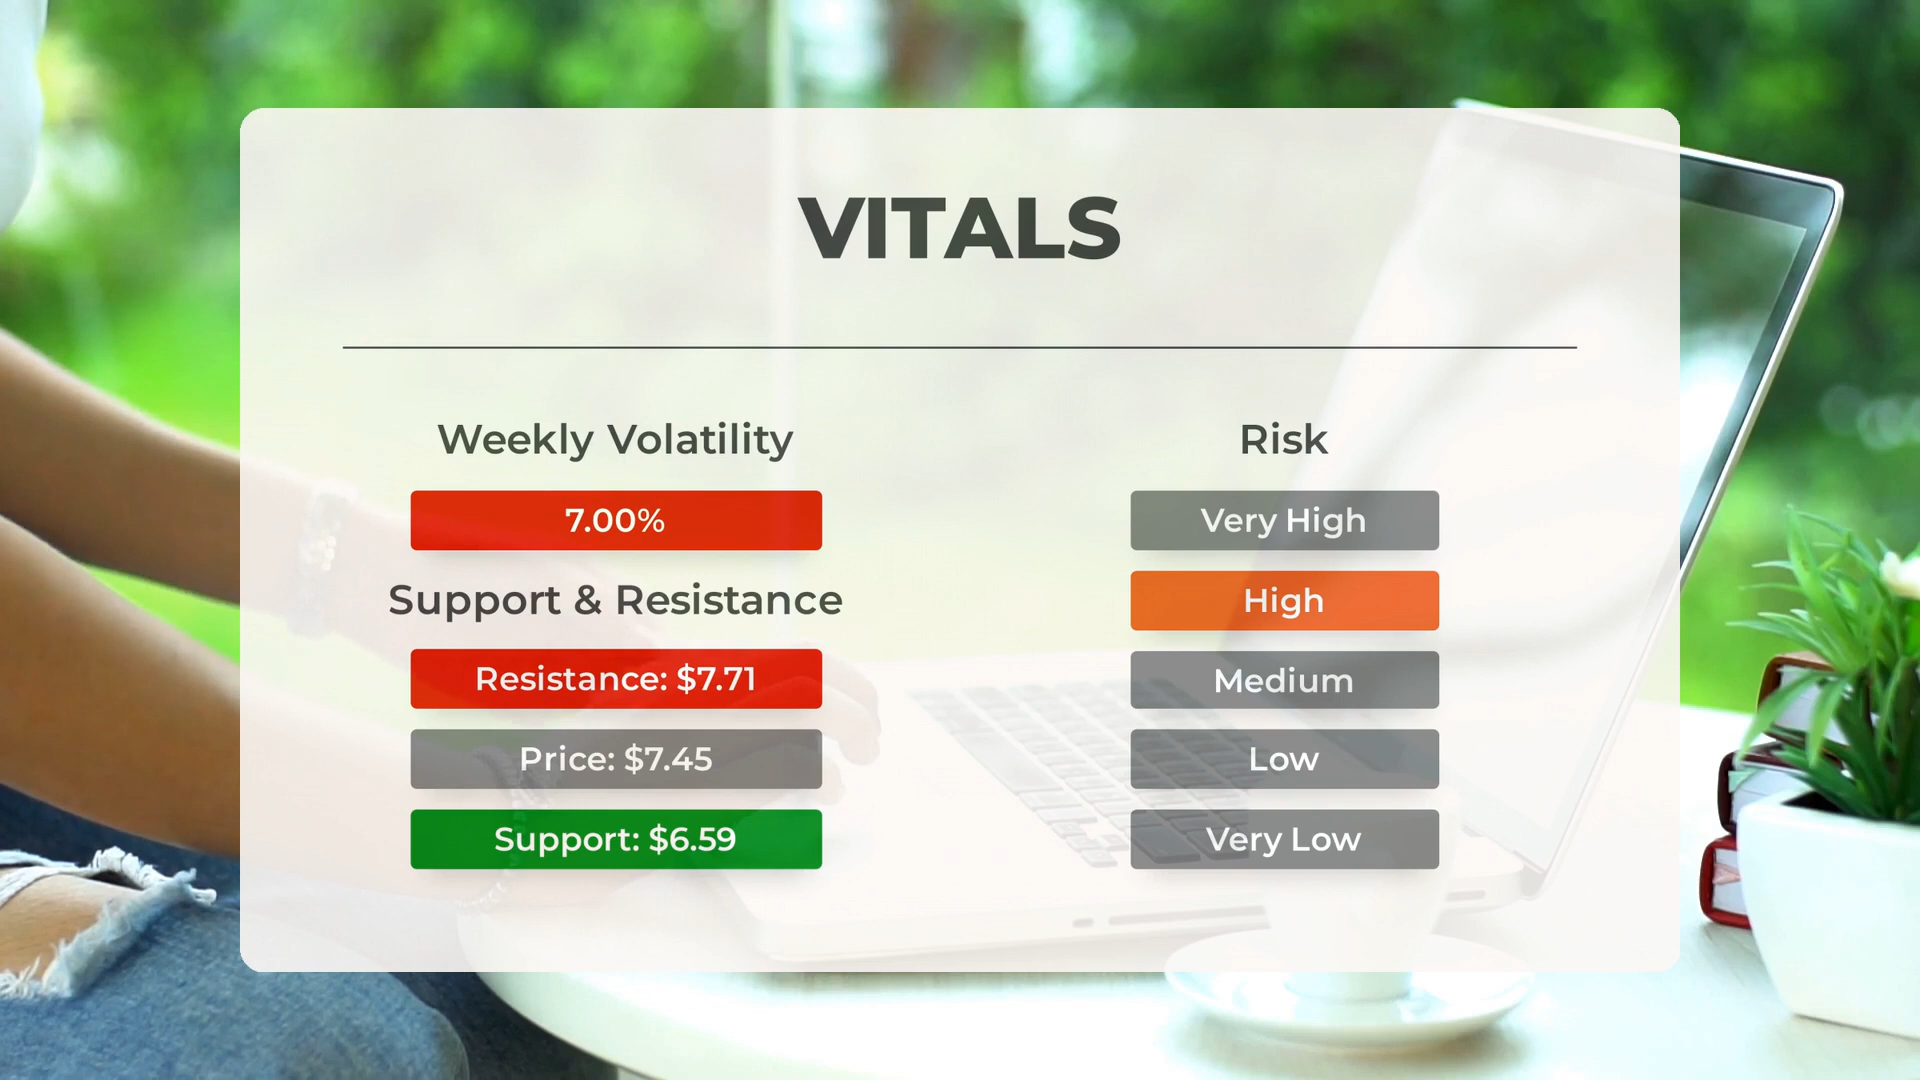 VITALS
Weekly Volatility
7.00%
Support & Resistance
Resistance: $7.71
Price: $7.45
Support: $6.59
Risk
Very High
High
Medium
Low
Very Low